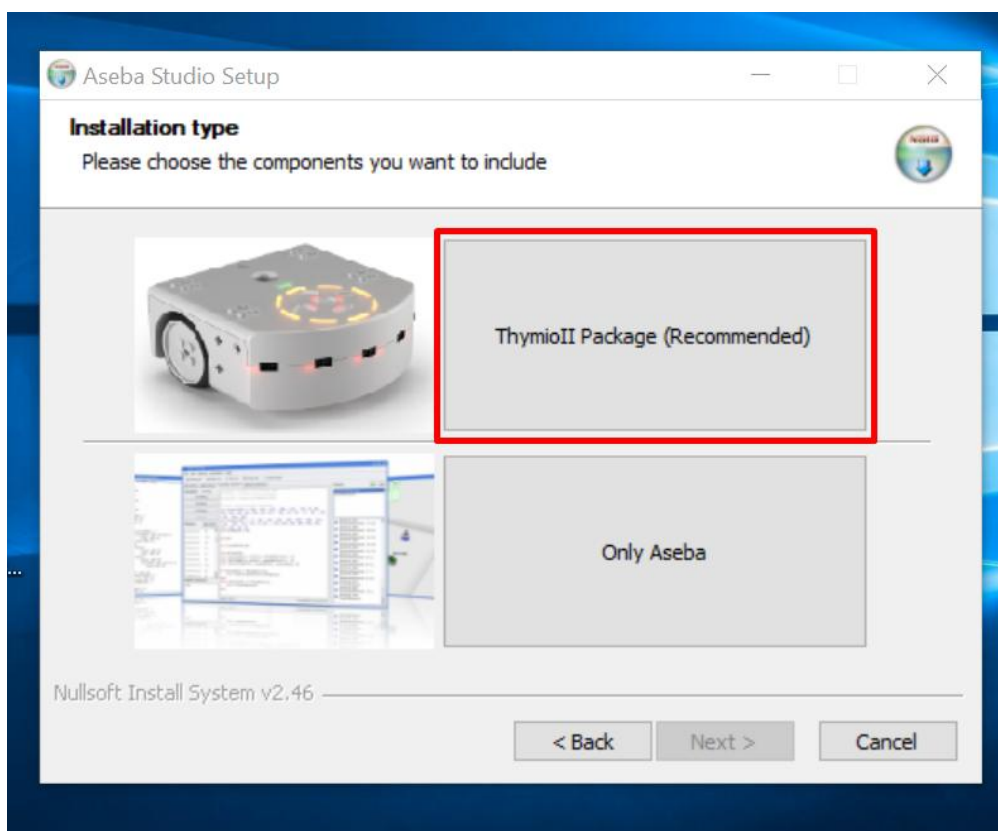 Aseba Studio Setup
Installation type
Please choose the components you want to include
ThymioII Package (Recommended)
Only Aseba
Nullsoft Install System v2.46
< Back
Next >
Cancel
...